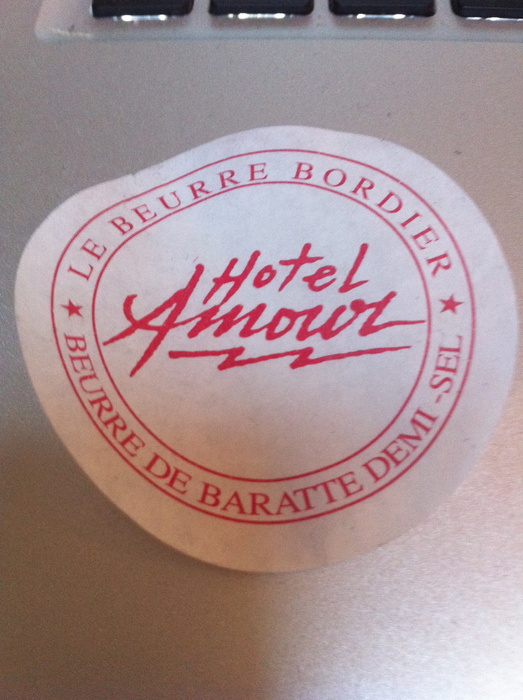 LE BEURRE BORDIER
Hotel
Amour
BEURRE DE BARATTE DEMI-SEL